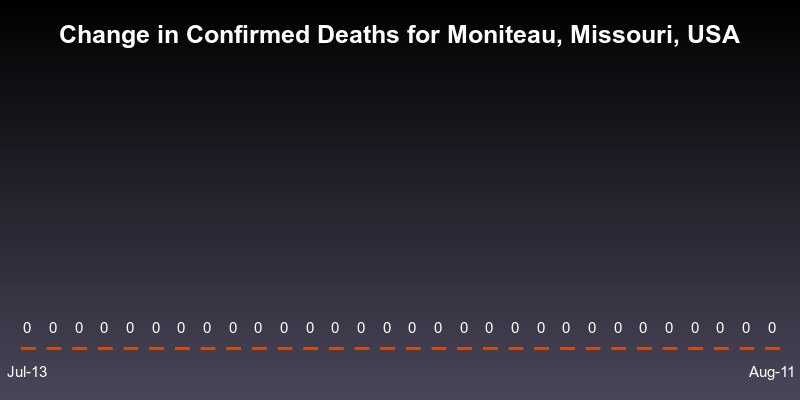 Change in Confirmed Deaths for Moniteau, Missouri, USA
0 0 0 0 0 0 0 0 0 0 0 0 0 0 0 0 0 0 0 0 0 0 0 0 0 0 0 0 0 0
Jul-13 Aug-11